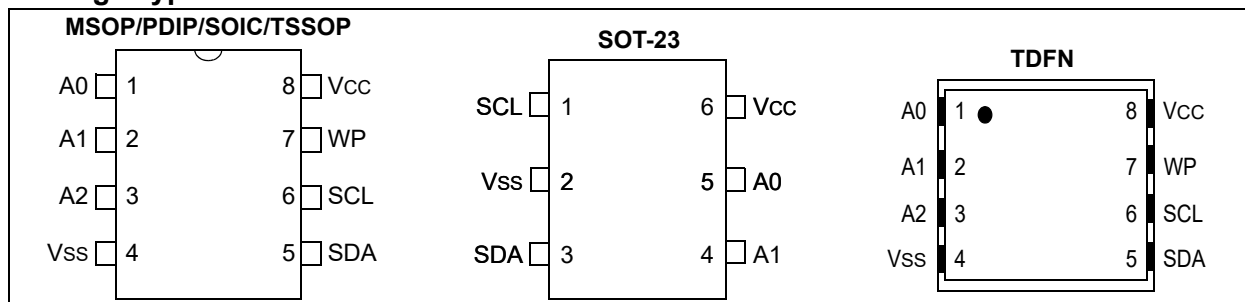 MSOP/PDIP/SOIC/TSSOP
A0 1 8 VCC
A1 2 7 WP
A2 3 6 SCL
VSS 4 5 SDA
SOT-23
SCL 1 6 VCC
VSS 2 5 A0
SDA 3 4 A1
TDFN
A0 1 8 VCC
A1 2 7 WP
A2 3 6 SCL
VSS 4 5 SDA